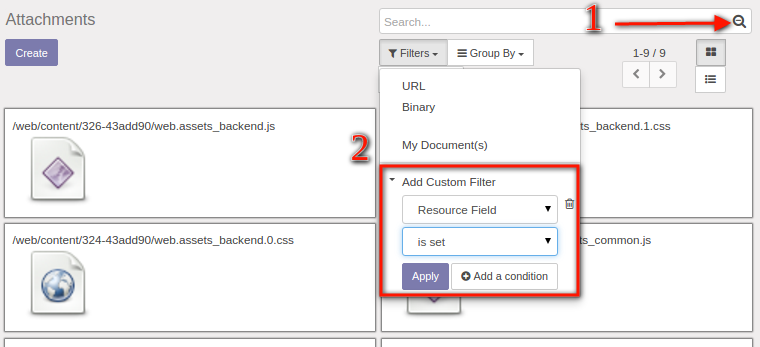 Attachments
Search...
1
Create
Filters
Group By
1-9 / 9
URL
Binary
My Document(s)
/web/content/326-43add90/web.assets_backend.js
ts_backend.1.css
2
Add Custom Filter
Resource Field
is set
/web/content/324-43add90/web.assets_backend.0.css
ts_common.js
Apply
Add a condition